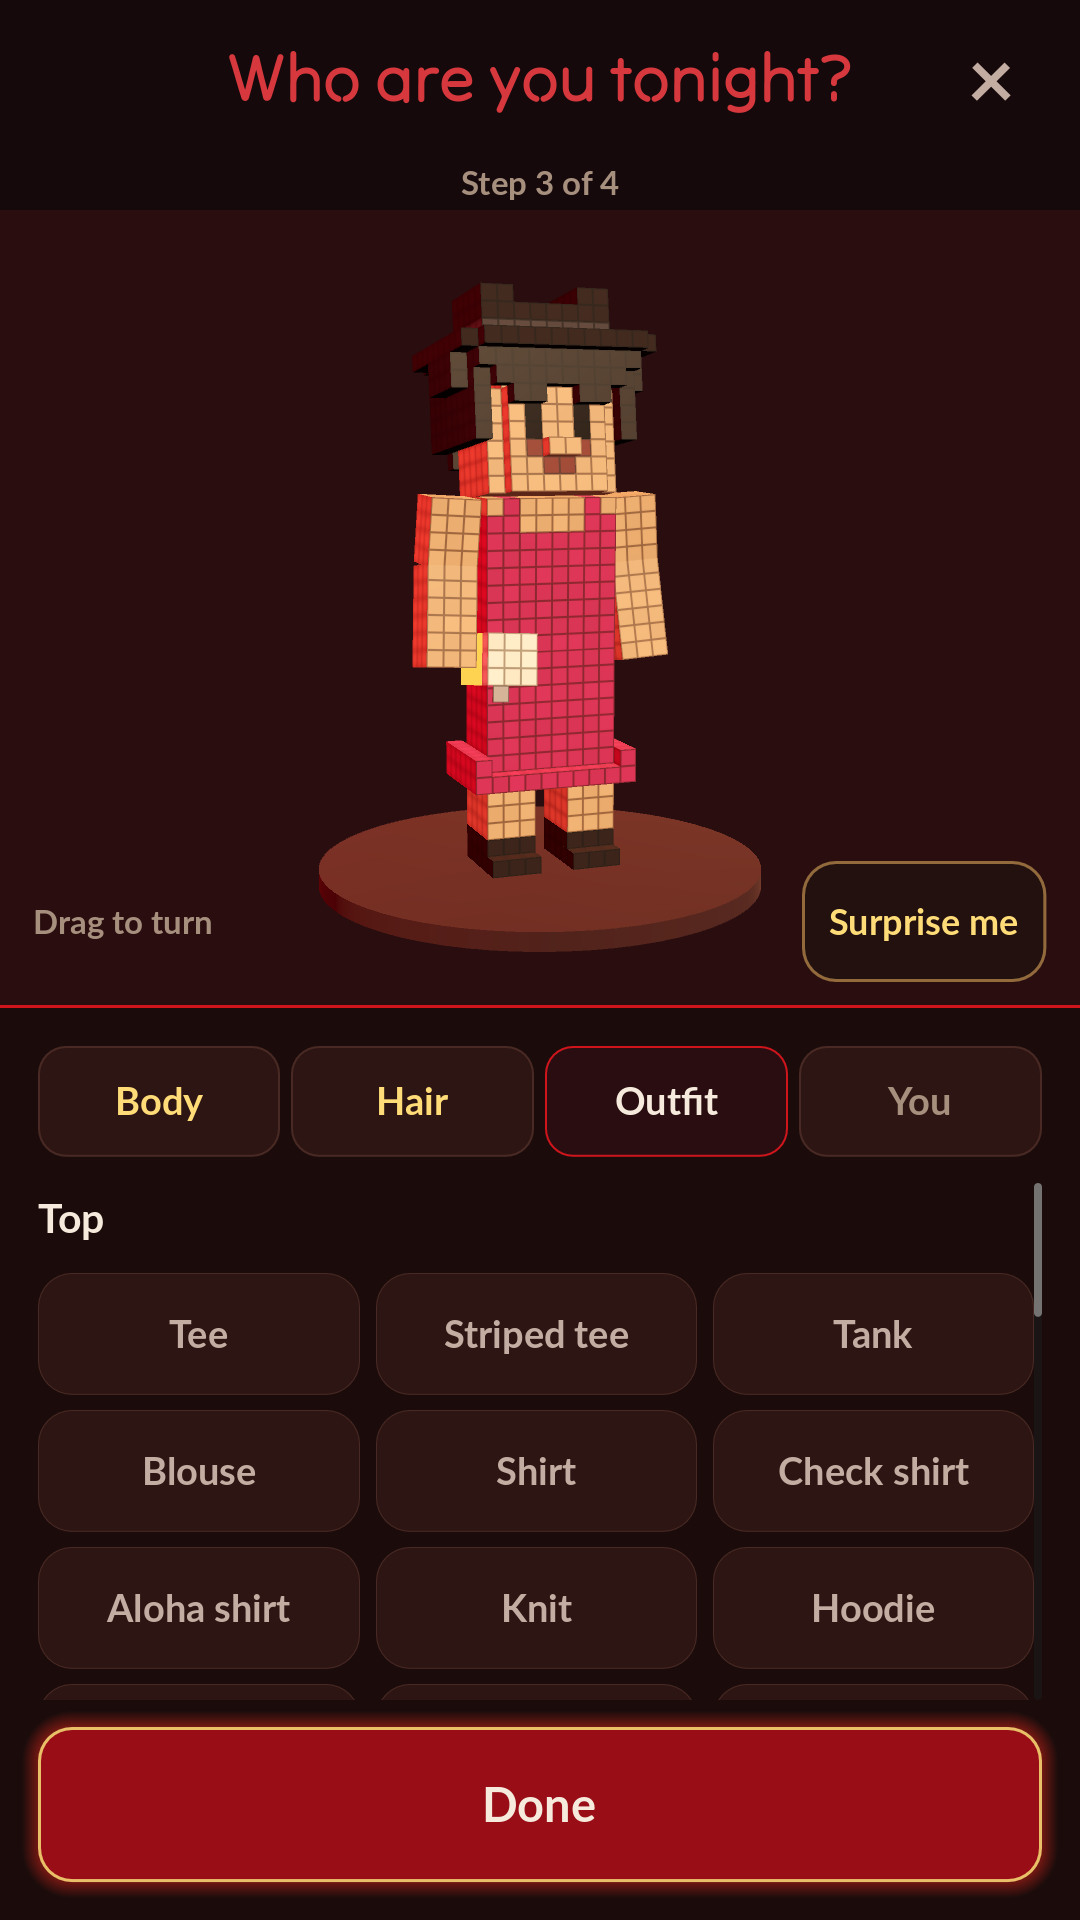 Who are you tonight?
Step 3 of 4
Drag to turn
Surprise me
Body
Hair
Outfit
You
Top
Tee
Striped tee
Tank
Blouse
Shirt
Check shirt
Aloha shirt
Knit
Hoodie
Done